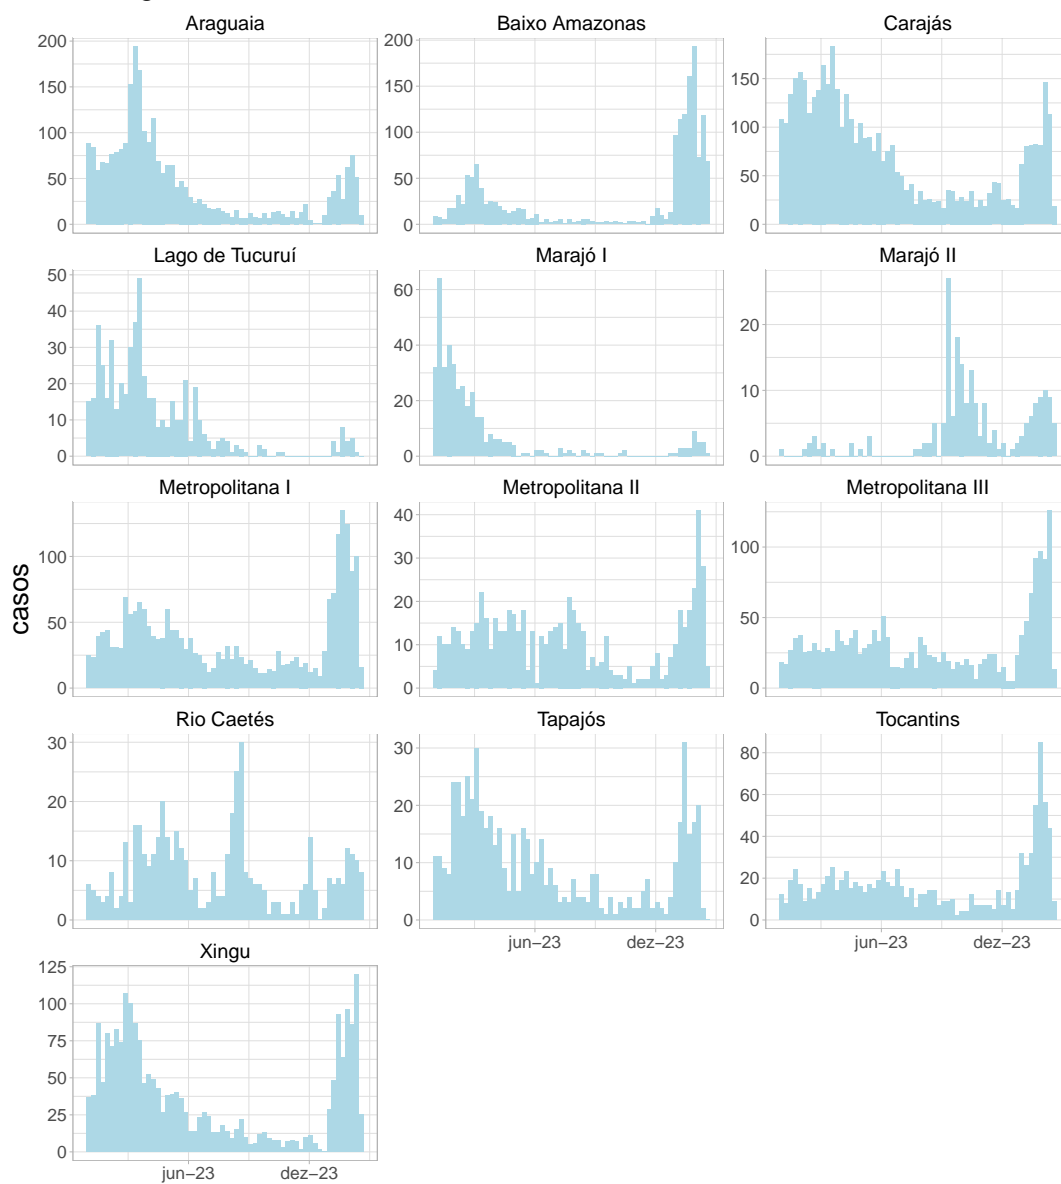 Araguaia
Baixo Amazonas
Carajás
200
150
100
50
0
200
150
100
50
0
150
100
50
0
Lago de Tucuruí
Marajó I
Marajó II
50
40
30
20
10
0
60
40
20
0
20
10
0
Metropolitana I
Metropolitana II
Metropolitana III
100
50
0
40
30
20
10
0
100
50
0
casos
Rio Caetés
Tapajós
Tocantins
30
20
10
0
30
20
10
0
80
60
40
20
0
jun−23
dez−23
jun−23
dez−23
Xingu
125
100
75
50
25
0
jun−23
dez−23